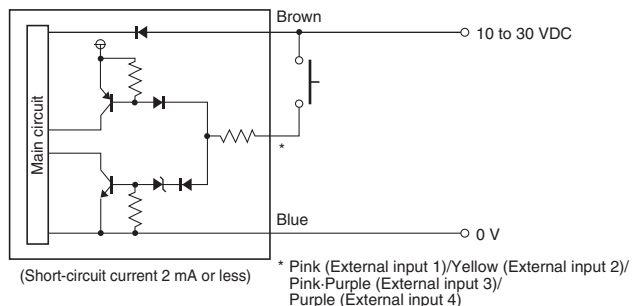 Brown
10 to 30 VDC
Main circuit
*
Blue
0 V
(Short-circuit current 2 mA or less)
* Pink (External input 1)/Yellow (External input 2)/
Pink·Purple (External input 3)/
Purple (External input 4)